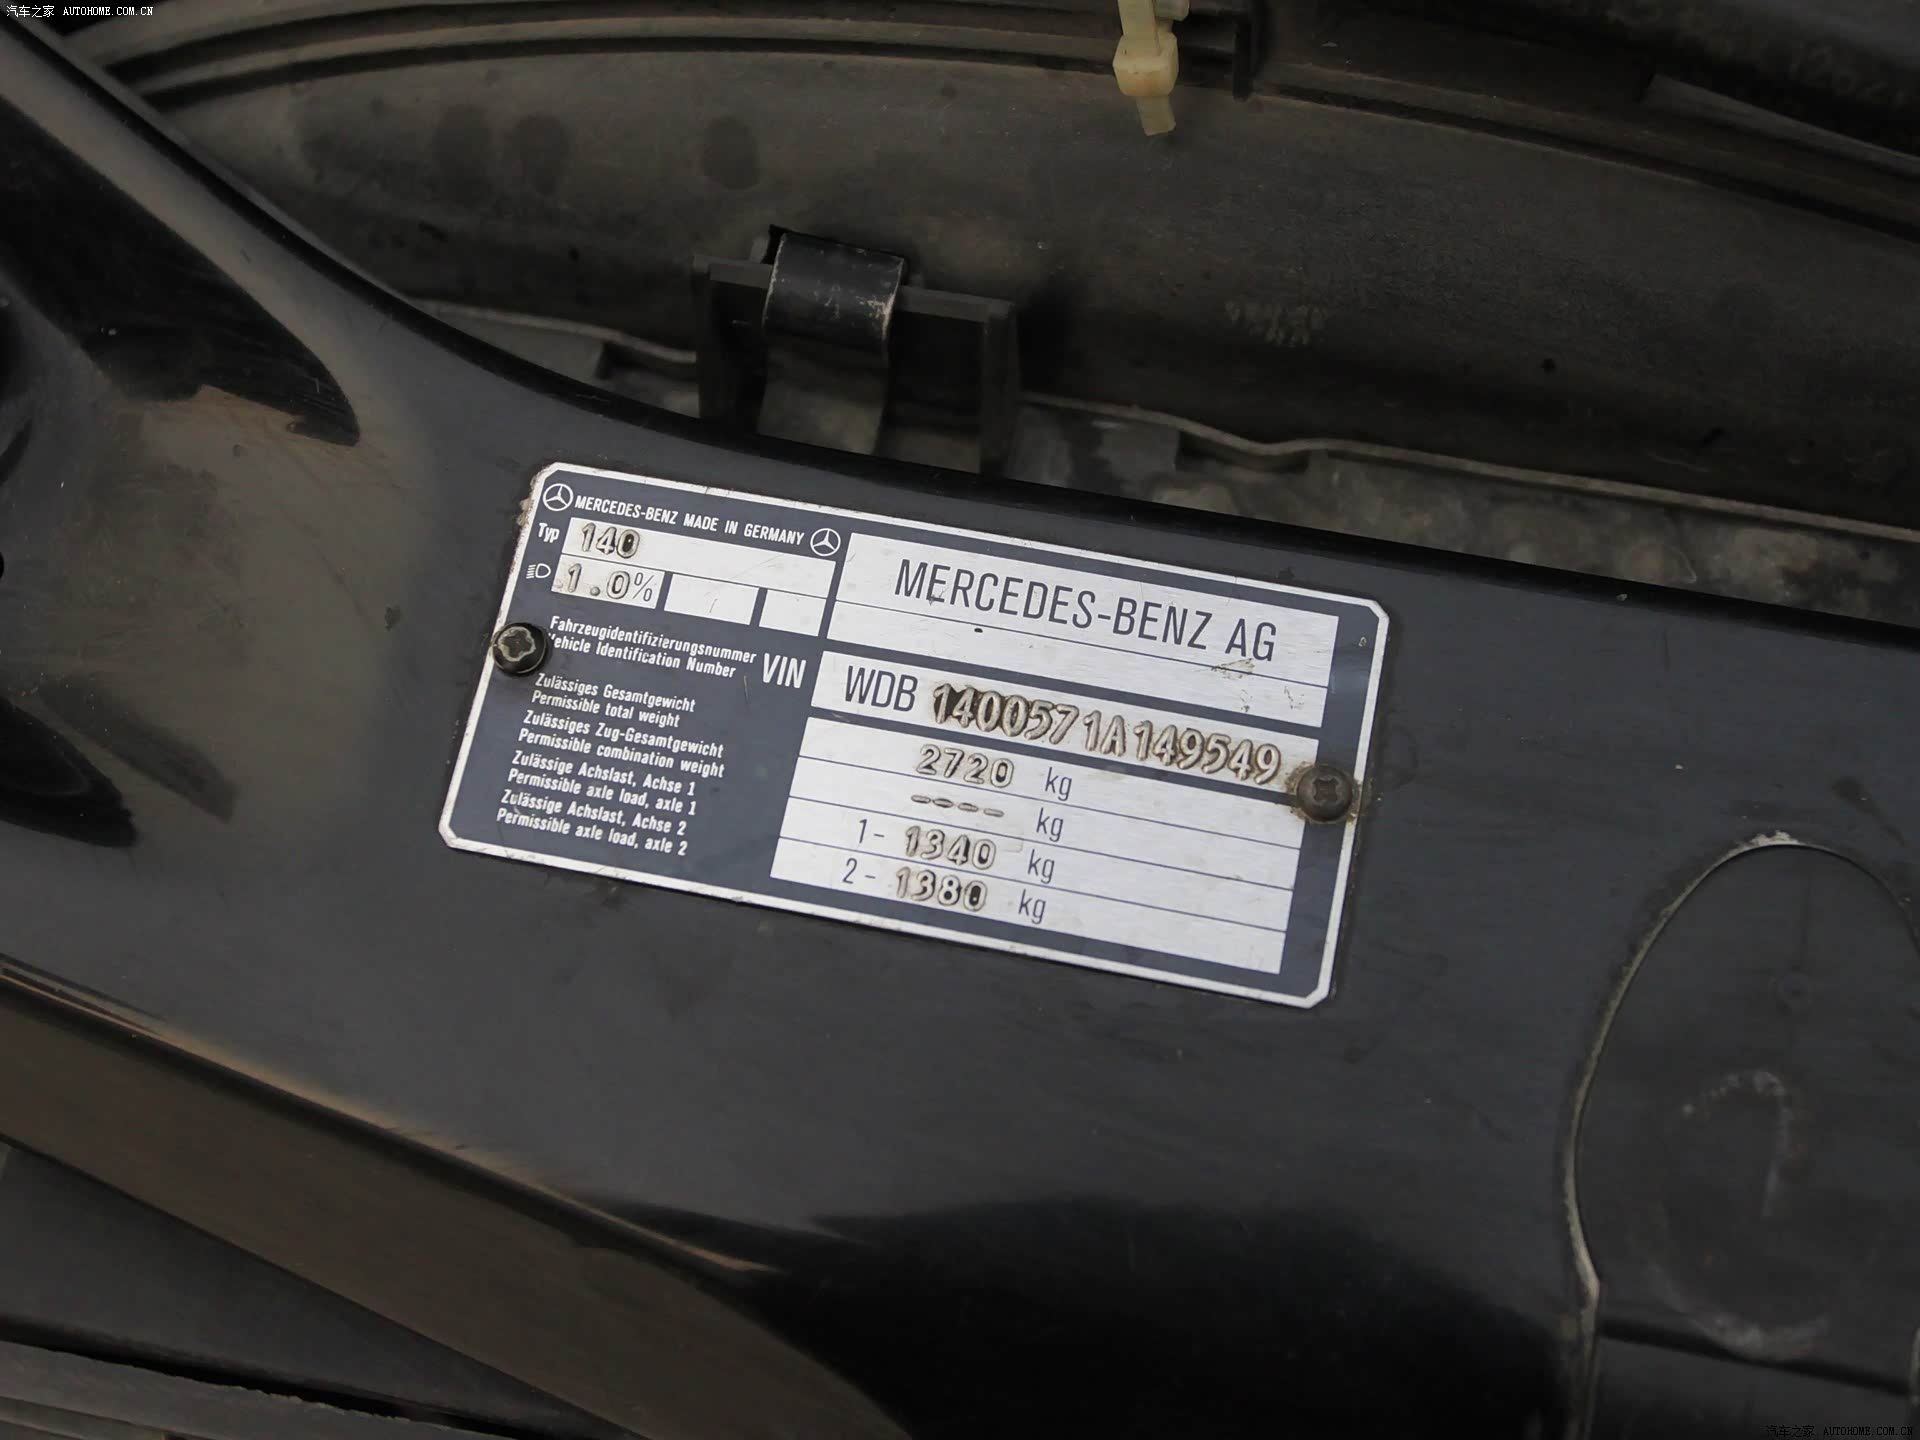 汽车之家 AUTOHOME.COM.CN
MERCEDES-BENZ MADE IN GERMANY
Typ 140
1.0%
MERCEDES-BENZ AG
Fahrzeugidentifizierungsnummer
Vehicle Identification Number
VIN WDB 1400571A149549
Zulässiges Gesamtgewicht
Permissible total weight
2720 kg
Zulässiges Zug-Gesamtgewicht
Permissible combination weight
---- kg
Zulässige Achslast, Achse 1
Permissible axle load, axle 1
1- 1340 kg
Zulässige Achslast, Achse 2
Permissible axle load, axle 2
2- 1380 kg
汽车之家 AUTOHOME.COM.CN